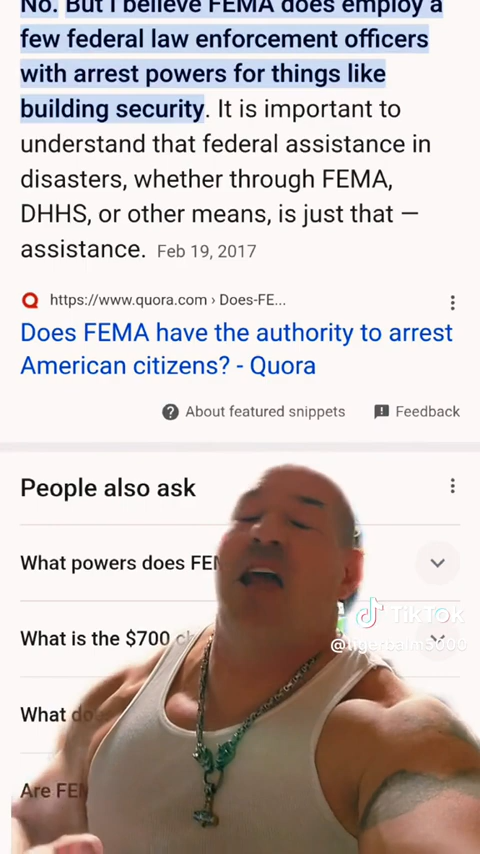 No. But I believe FEMA does employ a
few federal law enforcement officers
with arrest powers for things like
building security. It is important to
understand that federal assistance in
disasters, whether through FEMA,
DHHS, or other means, is just that —
assistance. Feb 19, 2017
https://www.quora.com › Does-FE...
Does FEMA have the authority to arrest
American citizens? - Quora
About featured snippets Feedback
People also ask
What powers does FEM
What is the $700
TikTok
@tigerbalm5000
What do
Are FEM